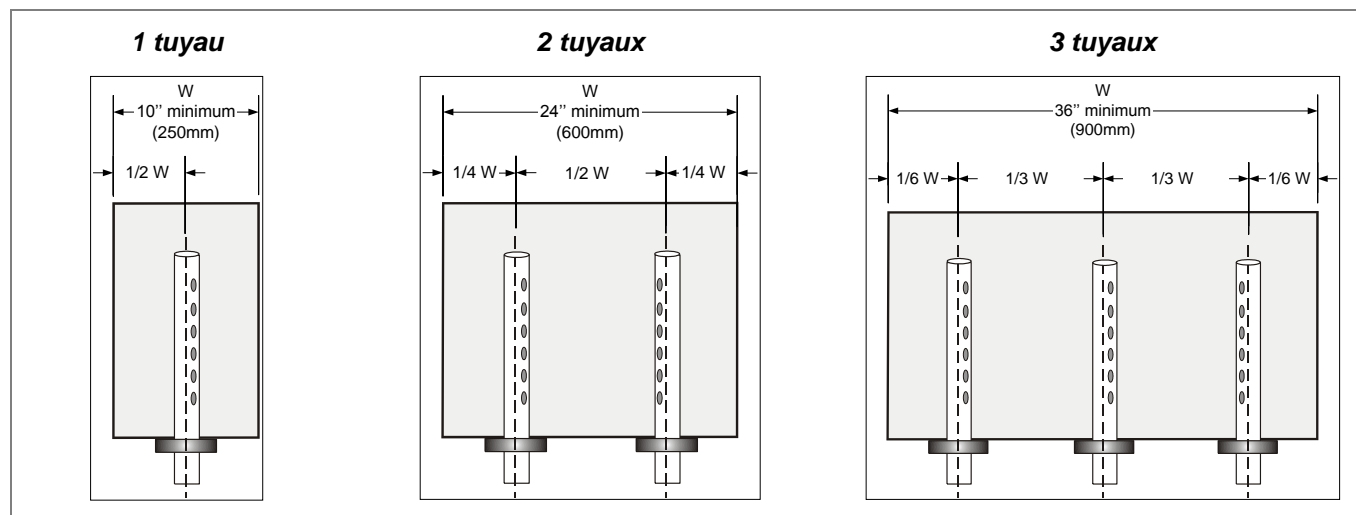 1 tuyau
W
10’’ minimum
(250mm)
1/2 W
2 tuyaux
W
24’’ minimum
(600mm)
1/4 W
1/2 W
1/4 W
3 tuyaux
W
36’’ minimum
(900mm)
1/6 W
1/3 W
1/3 W
1/6 W